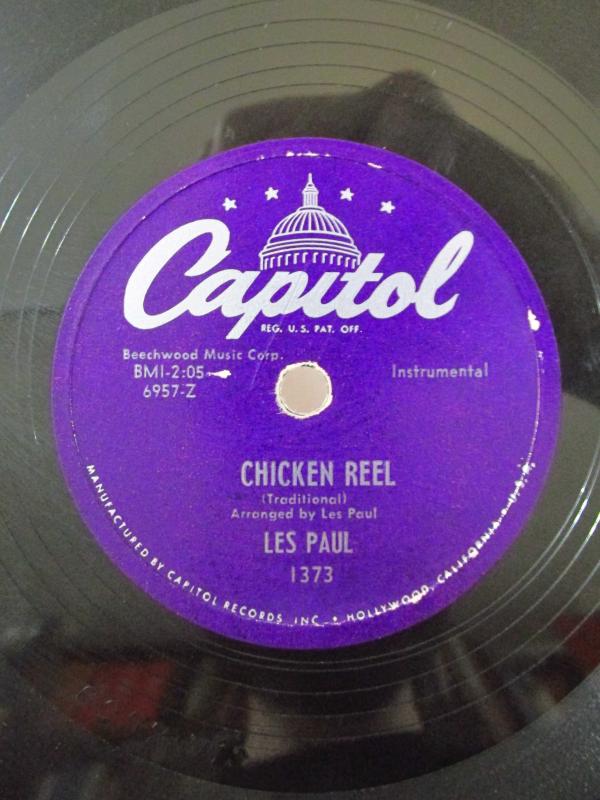 Capitol
REG. U.S. PAT. OFF.
Beechwood Music Corp.
BMI-2:05
6957-Z
Instrumental
CHICKEN REEL
(Traditional)
Arranged by Les Paul
LES PAUL
1373
MANUFACTURED BY CAPITOL RECORDS, INC. • HOLLYWOOD, CALIFORNIA, U.S.A.